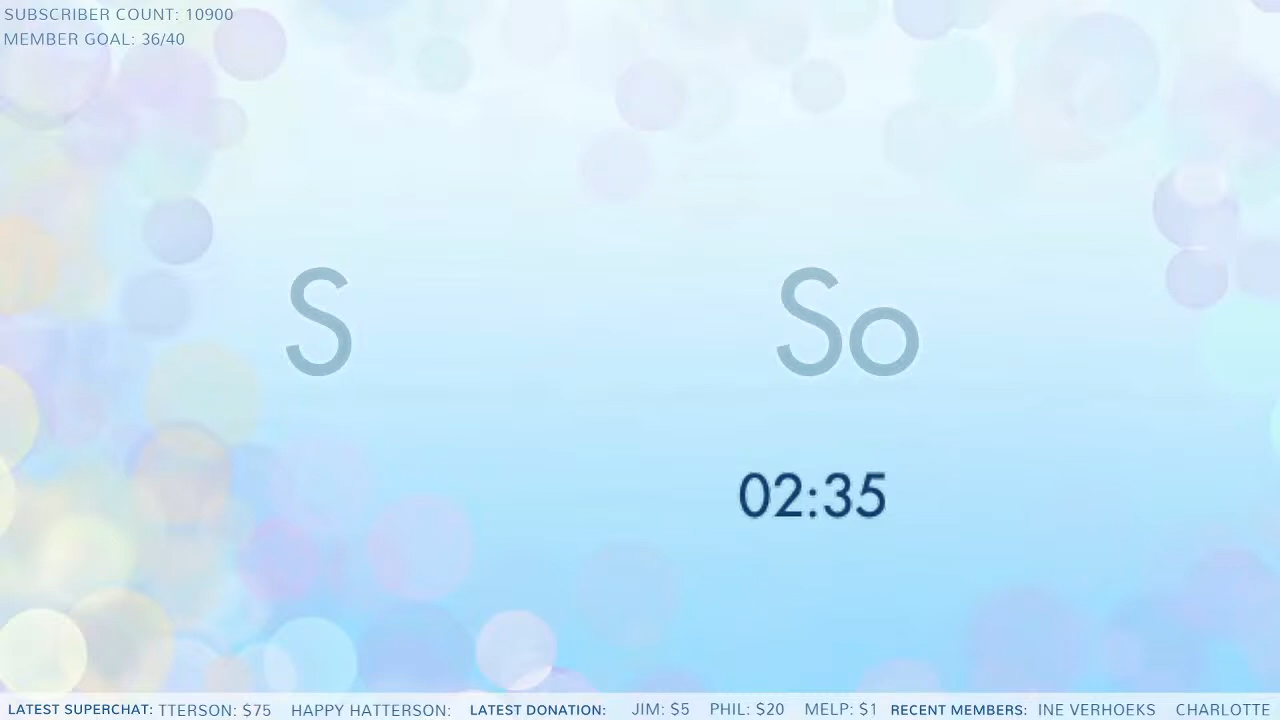 SUBSCRIBER COUNT: 10900
MEMBER GOAL: 36/40
S So
02:35
LATEST SUPERCHAT: TTERSON: $75 HAPPY HATTERSON: LATEST DONATION: JIM: $5 PHIL: $20 MELP: $1 RECENT MEMBERS: INE VERHOEKS CHARLOTTE